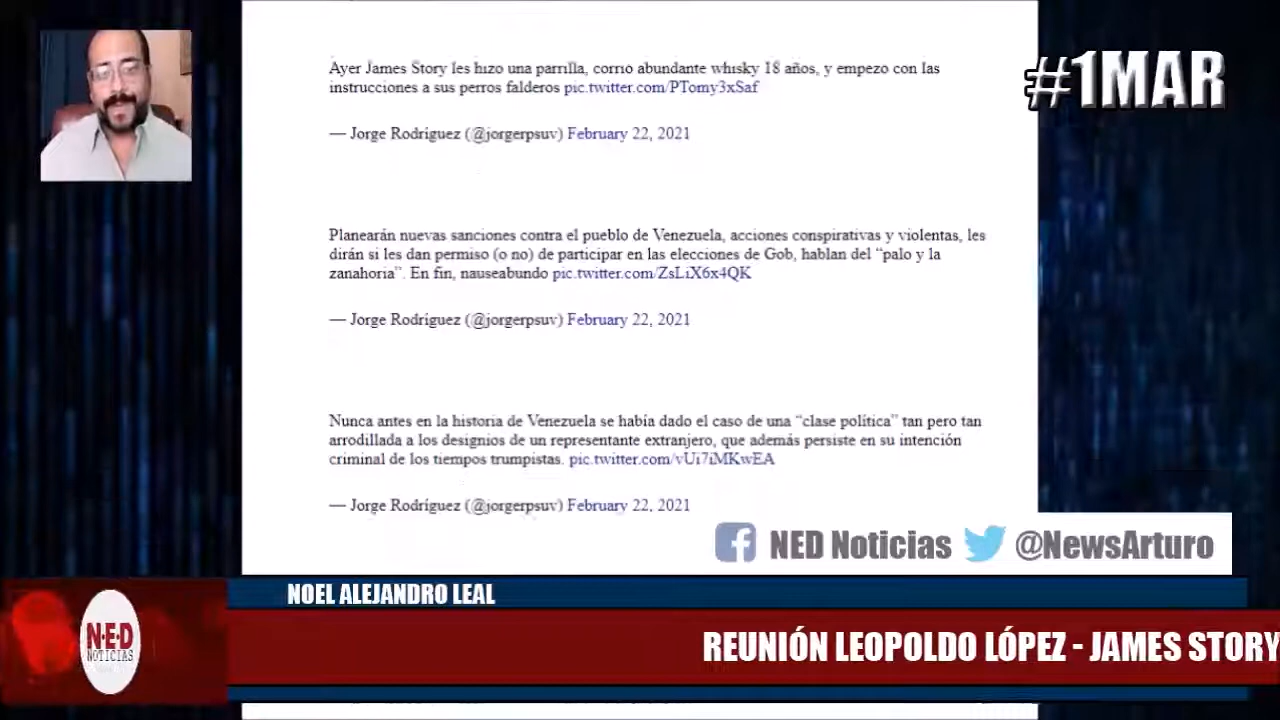 Ayer James Story les hizo una parrilla, corrió abundante whisky 18 años, y empezó con las
instrucciones a sus perros falderos pic.twitter.com/PTomy3xSaf
— Jorge Rodríguez (@jorgerpsuv) February 22, 2021
#1MAR
Planearán nuevas sanciones contra el pueblo de Venezuela, acciones conspirativas y violentas, les
dirán si les dan permiso (o no) de participar en las elecciones de Gob, hablan del “palo y la
zanahoria”. En fin, nauseabundo pic.twitter.com/ZsLiX6x4QK
— Jorge Rodríguez (@jorgerpsuv) February 22, 2021
Nunca antes en la historia de Venezuela se había dado el caso de una “clase política” tan pero tan
arrodillada a los designios de un representante extranjero, que además persiste en su intención
criminal de los tiempos trumpistas. pic.twitter.com/vUi7iMKwEA
— Jorge Rodríguez (@jorgerpsuv) February 22, 2021
NED Noticias @NewsArturo
NOEL ALEJANDRO LEAL
N·E·D
NOTICIAS
REUNIÓN LEOPOLDO LÓPEZ - JAMES STORY